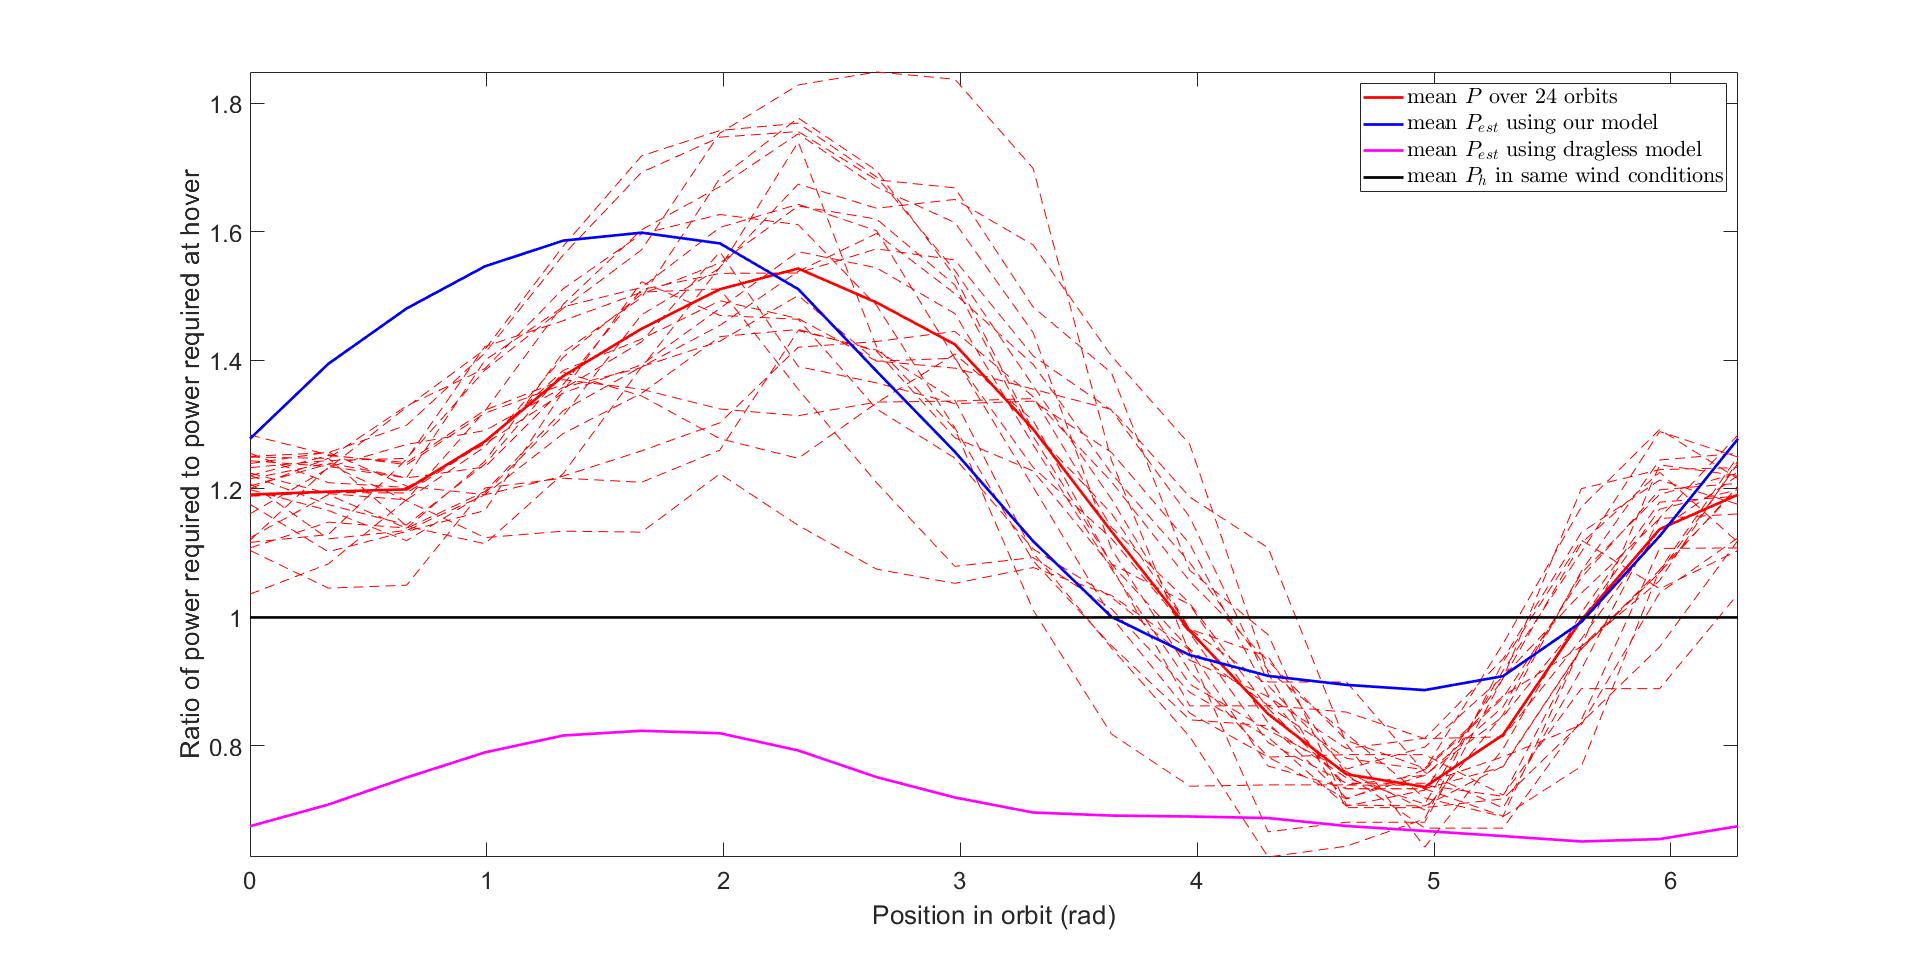 mean P over 24 orbits
mean P_est using our model
mean P_est using dragless model
mean P_h in same wind conditions
Ratio of power required to power required at hover
1.8
1.6
1.4
1.2
1
0.8
0 1 2 3 4 5 6
Position in orbit (rad)